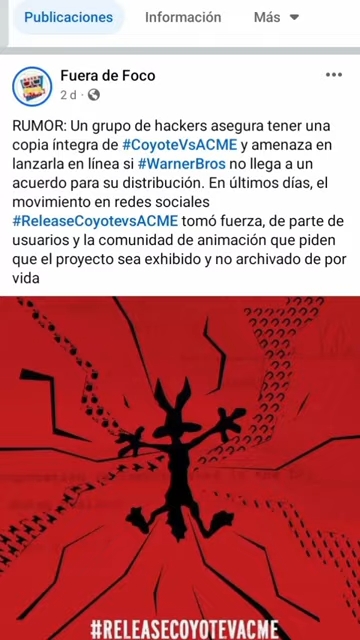 Publicaciones Información Más
Fuera de Foco
2 d
RUMOR: Un grupo de hackers asegura tener una
copia íntegra de #CoyoteVsACME y amenaza en
lanzarla en línea si #WarnerBros no llega a un
acuerdo para su distribución. En últimos días, el
movimiento en redes sociales
#ReleaseCoyotevsACME tomó fuerza, de parte de
usuarios y la comunidad de animación que piden
que el proyecto sea exhibido y no archivado de por
vida
#RELEASECOYOTEVACME